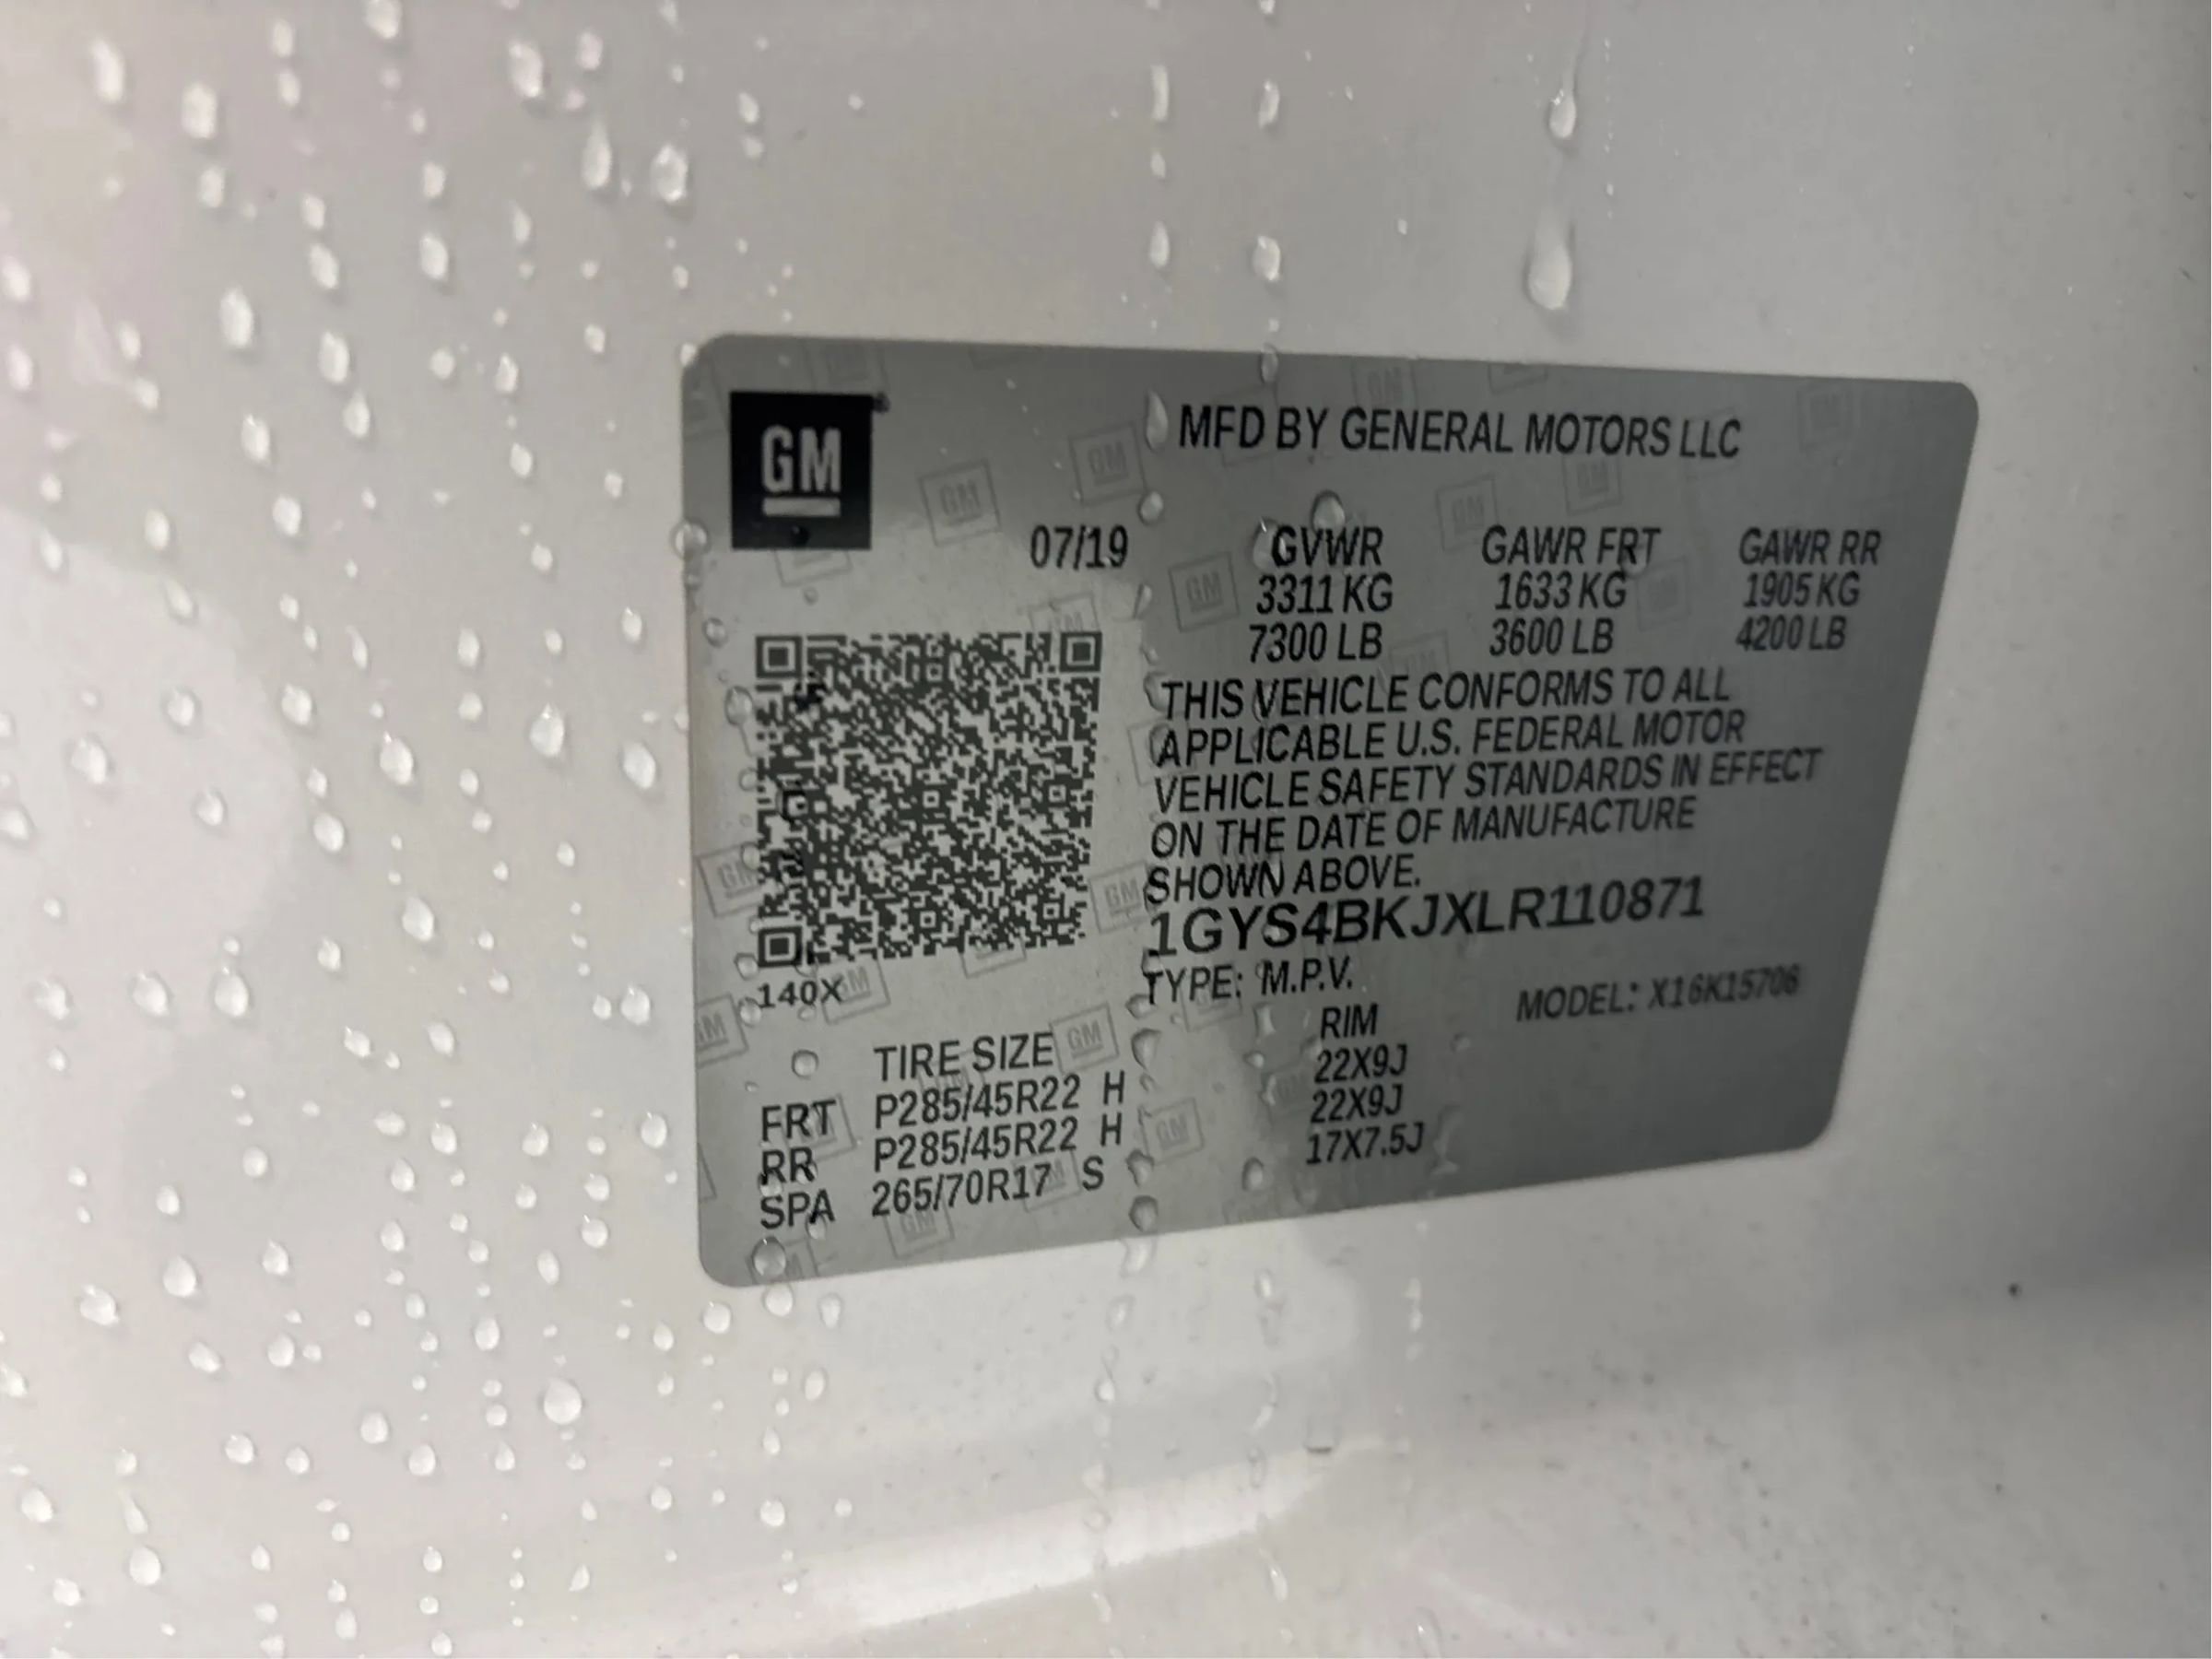 GM
MFD BY GENERAL MOTORS LLC
07/19 GVWR GAWR FRT GAWR RR
3311 KG 1633 KG 1905 KG
7300 LB 3600 LB 4200 LB
THIS VEHICLE CONFORMS TO ALL
APPLICABLE U.S. FEDERAL MOTOR
VEHICLE SAFETY STANDARDS IN EFFECT
ON THE DATE OF MANUFACTURE
SHOWN ABOVE.
1GYS4BKJXLR110871
TYPE: M.P.V. MODEL: X16K15706
140X
TIRE SIZE RIM
FRT P285/45R22 H 22X9J
RR P285/45R22 H 22X9J
SPA 265/70R17 S 17X7.5J